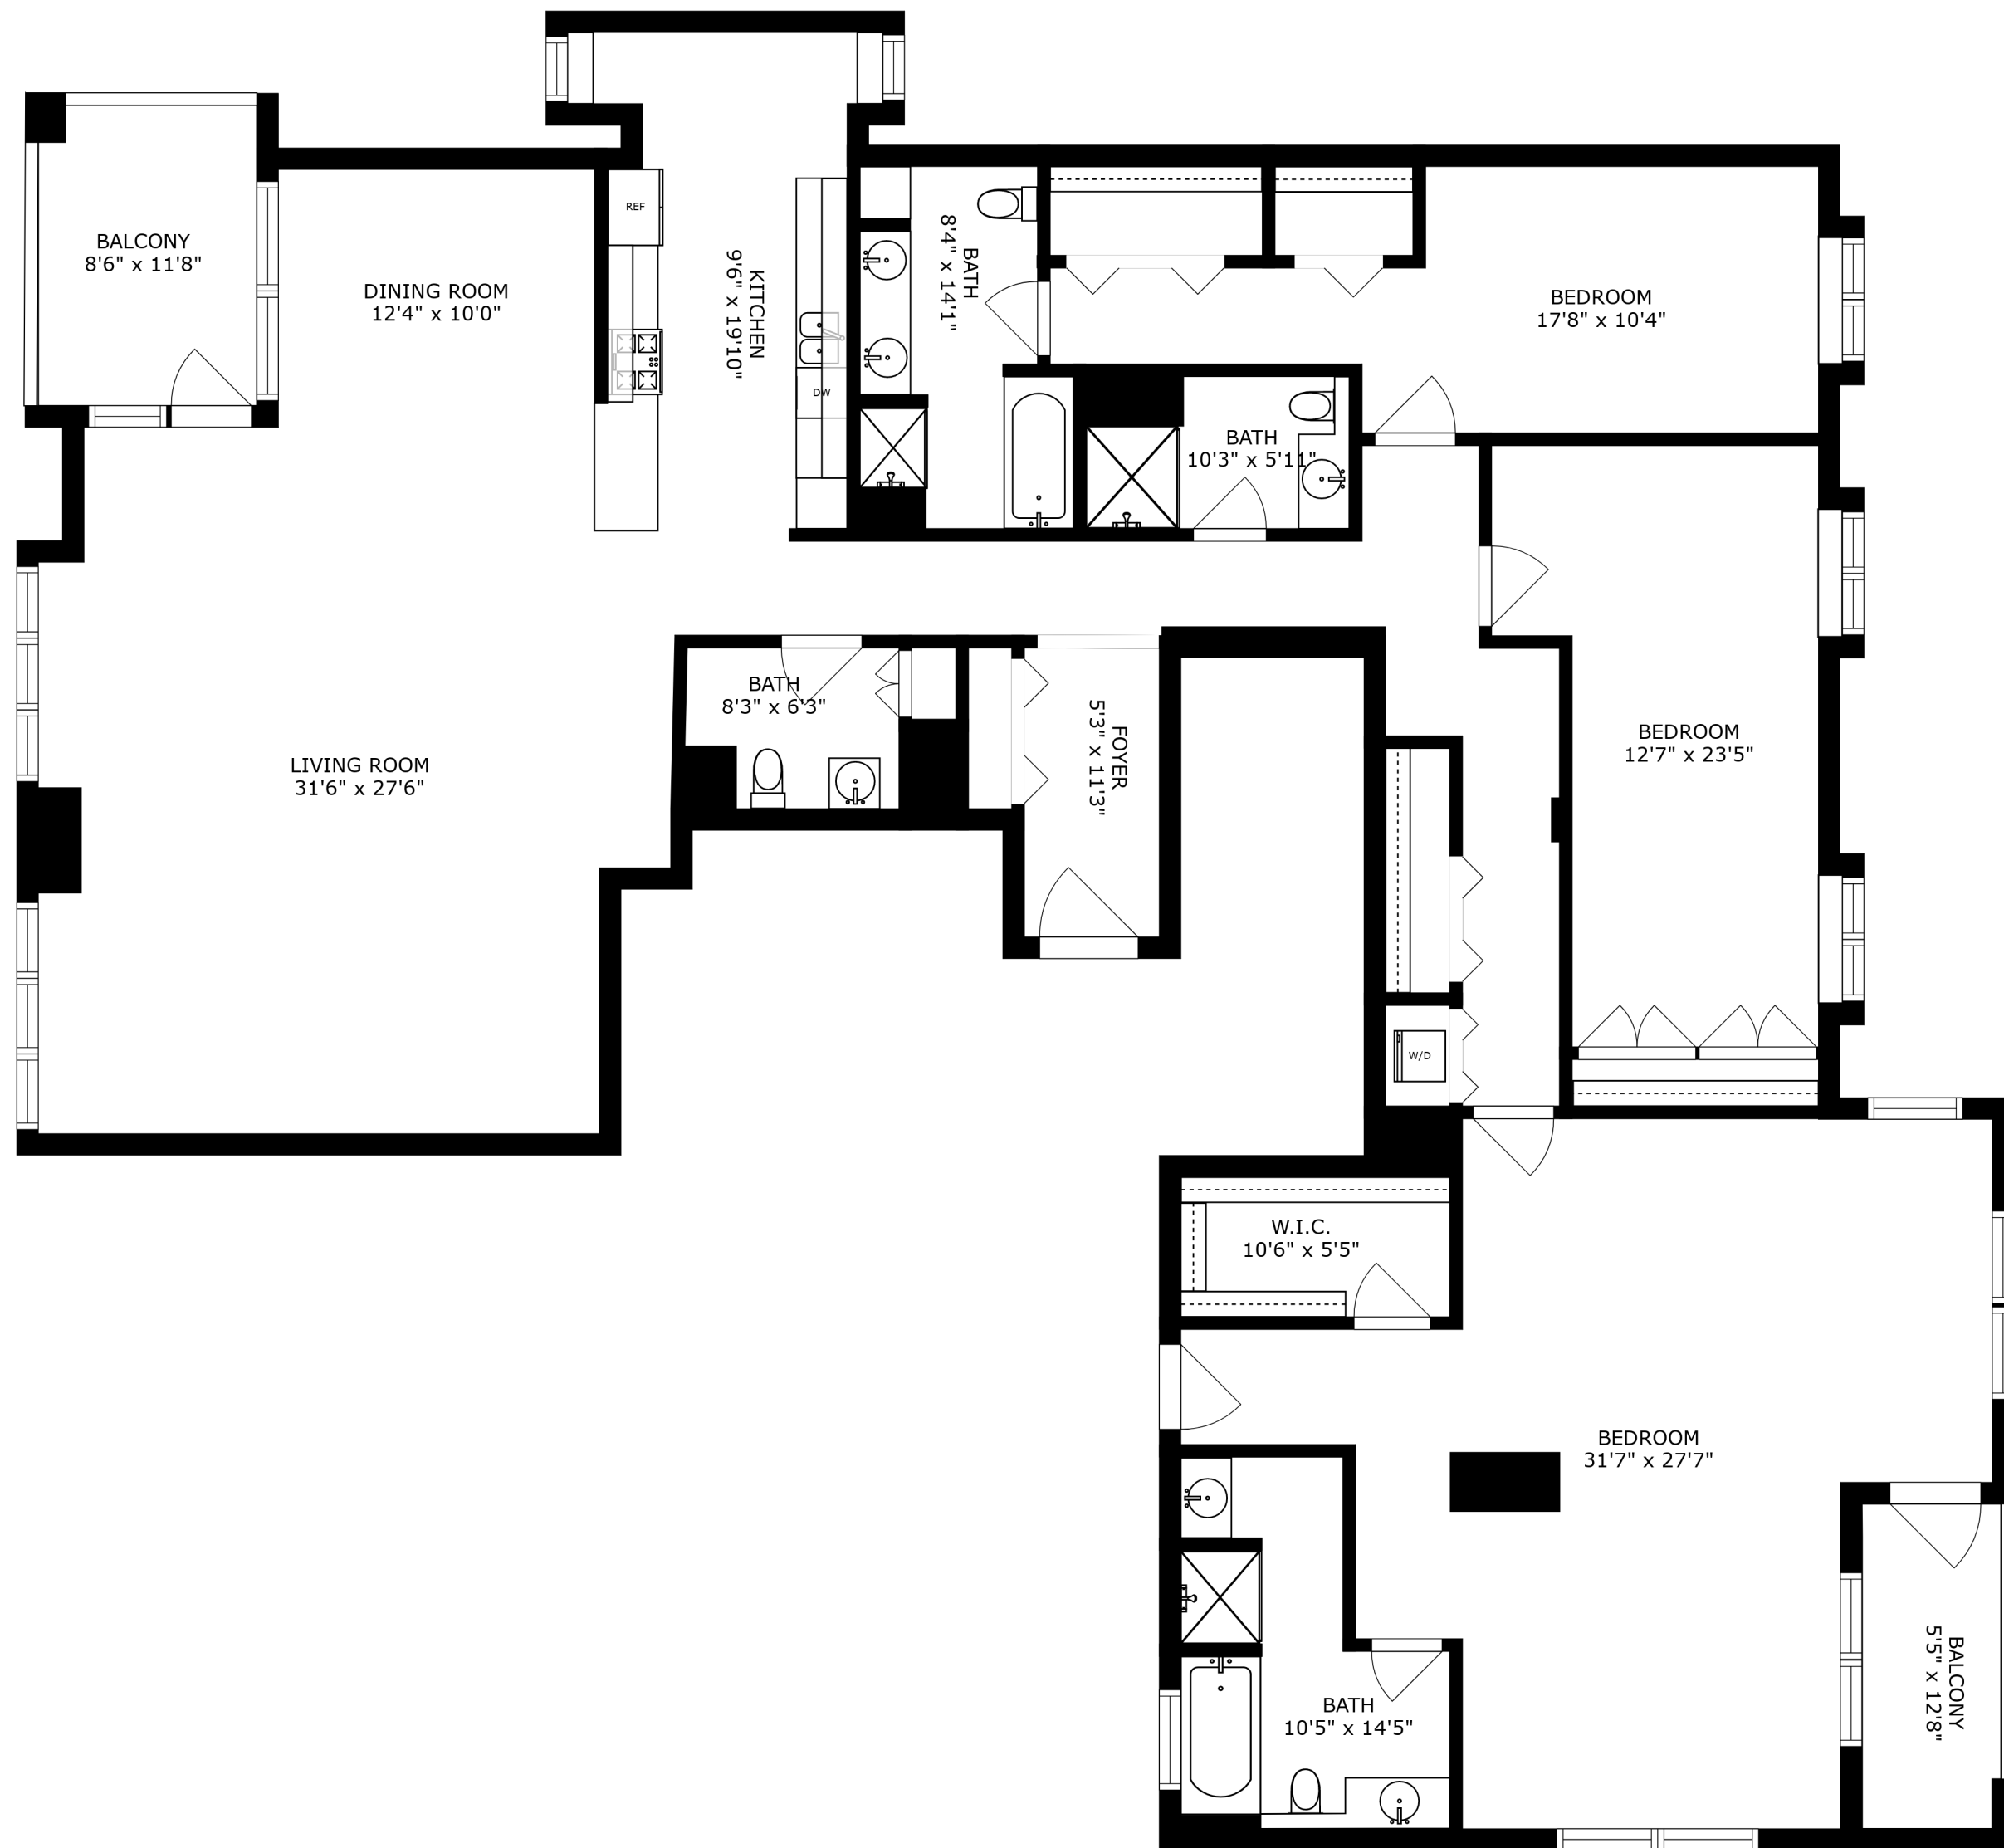 BALCONY
8'6" x 11'8"
DINING ROOM
12'4" x 10'0"
REF
KITCHEN
9'6" x 19'10"
DW
BATH
8'4" x 14'1"
BEDROOM
17'8" x 10'4"
BATH
10'3" x 5'11"
LIVING ROOM
31'6" x 27'6"
BATH
8'3" x 6'3"
FOYER
5'3" x 11'3"
BEDROOM
12'7" x 23'5"
W/D
W.I.C.
10'6" x 5'5"
BEDROOM
31'7" x 27'7"
BATH
10'5" x 14'5"
BALCONY
5'5" x 12'8"